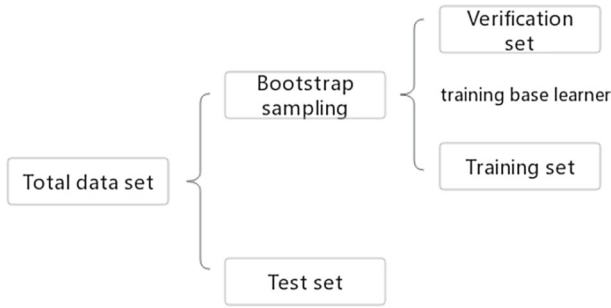 Verification
set
Bootstrap
sampling
training base learner
Total data set
Training set
Test set